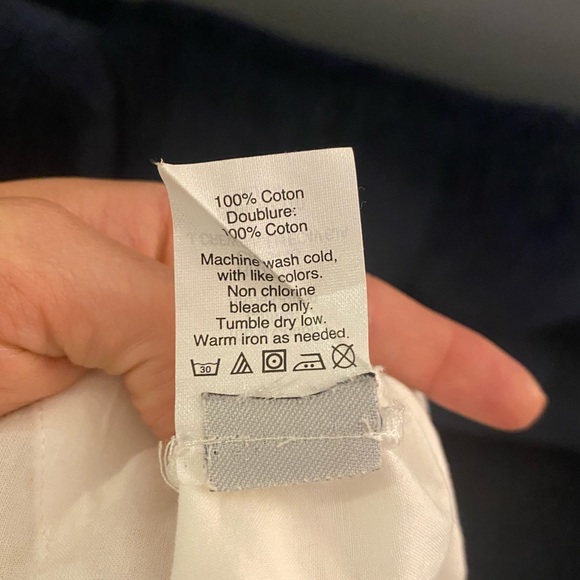 100% Coton
Doublure:
00% Coton
Machine wash cold,
with like colors.
Non chlorine
bleach only.
Tumble dry low.
Warm iron as needed.
30